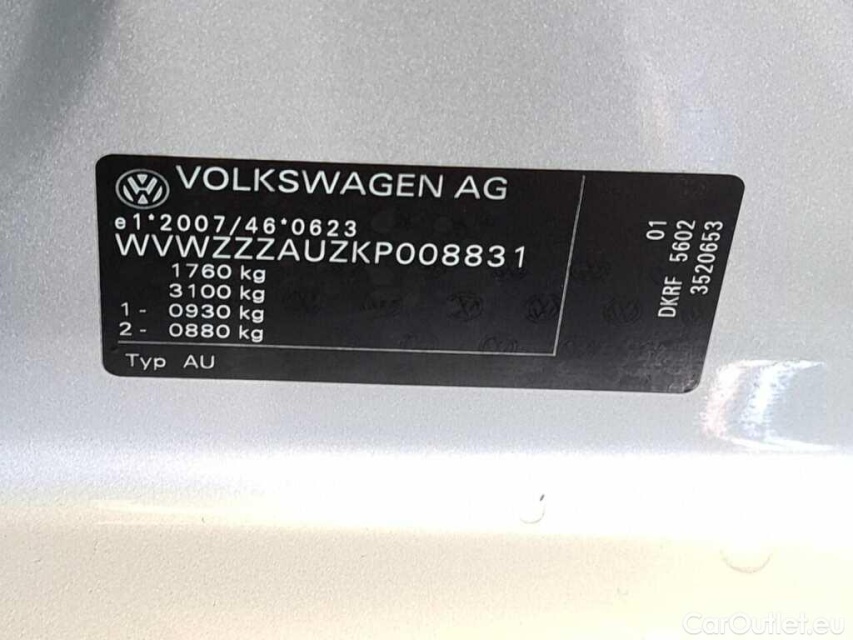 VOLKSWAGEN AG
e1*2007/46*0623
WVWZZZAUZKP008831
1760 kg
3100 kg
1- 0930 kg
2- 0880 kg
Typ AU
01
DKRF 5602
3520653
CarOutlet.eu